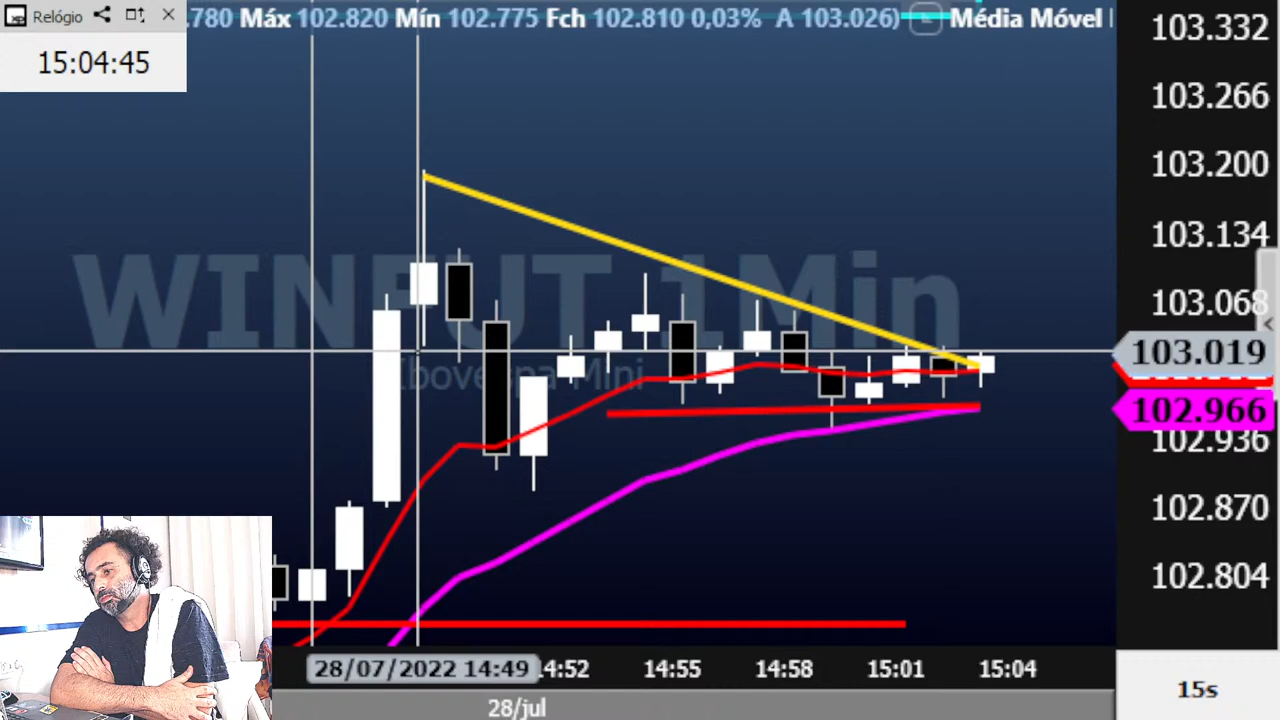 Relógio
.780 Máx 102.820 Mín 102.775 Fch 102.810 0,03% A 103.026) Média Móvel
15:04:45
103.332
103.266
103.200
103.134
103.068
103.019
102.966
102.936
102.870
102.804
WINFUT 1Min
Ibovespa Mini
28/07/2022 14:49 14:52 14:55 14:58 15:01 15:04
15s
28/jul